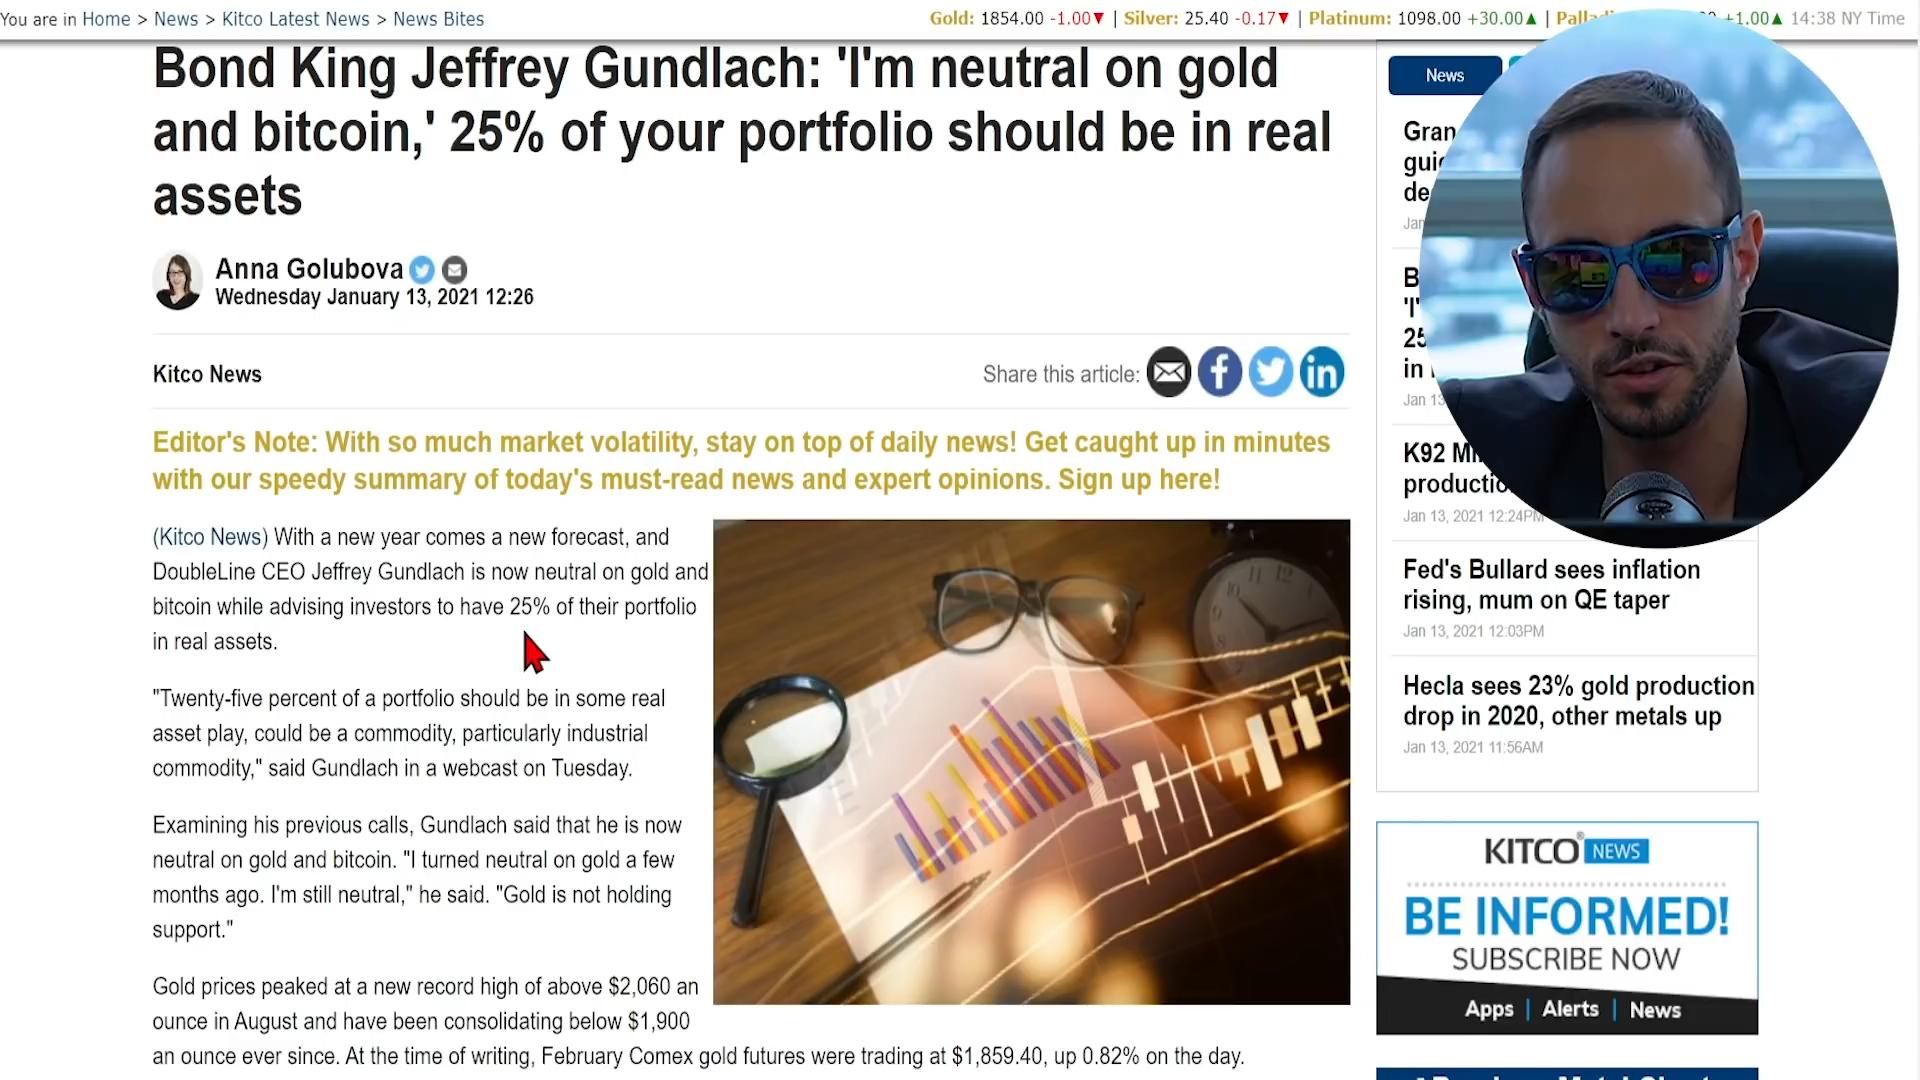 You are in Home > News > Kitco Latest News > News Bites
Gold: 1854.00 -1.00▼ | Silver: 25.40 -0.17▼ | Platinum: 1098.00 +30.00▲ | +1.00▲ 14:38 NY Time
Bond King Jeffrey Gundlach: 'I'm neutral on gold
and bitcoin,' 25% of your portfolio should be in real
assets
Anna Golubova
Wednesday January 13, 2021 12:26
Kitco News
Share this article:
Editor's Note: With so much market volatility, stay on top of daily news! Get caught up in minutes
with our speedy summary of today's must-read news and expert opinions. Sign up here!
(Kitco News) With a new year comes a new forecast, and
DoubleLine CEO Jeffrey Gundlach is now neutral on gold and
bitcoin while advising investors to have 25% of their portfolio
in real assets.
"Twenty-five percent of a portfolio should be in some real
asset play, could be a commodity, particularly industrial
commodity," said Gundlach in a webcast on Tuesday.
Examining his previous calls, Gundlach said that he is now
neutral on gold and bitcoin. "I turned neutral on gold a few
months ago. I'm still neutral," he said. "Gold is not holding
support."
Gold prices peaked at a new record high of above $2,060 an
ounce in August and have been consolidating below $1,900
an ounce ever since. At the time of writing, February Comex gold futures were trading at $1,859.40, up 0.82% on the day.
News
Jan 13
K92
Jan 13, 2021 12:24PM
Fed's Bullard sees inflation
rising, mum on QE taper
Jan 13, 2021 12:03PM
Hecla sees 23% gold production
drop in 2020, other metals up
Jan 13, 2021 11:56AM
KITCO® NEWS
BE INFORMED!
SUBSCRIBE NOW
Apps | Alerts | News